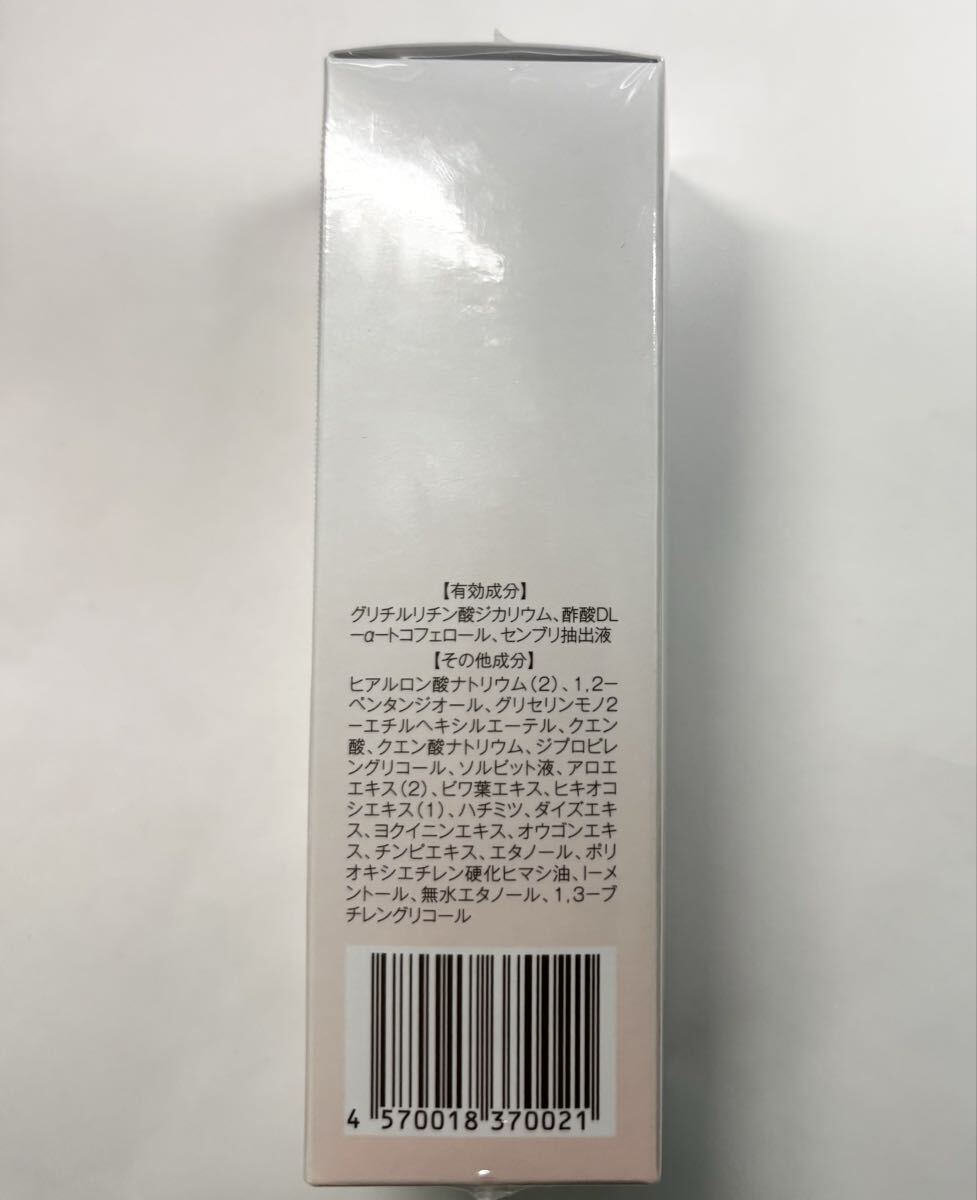 【有効成分】
グリチルリチン酸ジカリウム、酢酸DL
ーαートコフェロール、センブリ抽出液
【その他成分】
ヒアルロン酸ナトリウム（2）、1,2ー
ペンタンジオール、グリセリンモノ2
ーエチルヘキシルエーテル、クエン
酸、クエン酸ナトリウム、ジプロピレ
ングリコール、ソルビット液、アロエ
エキス（2）、ビワ葉エキス、ヒキオコ
シエキス（1）、ハチミツ、ダイズエキ
ス、ヨクイニンエキス、オウゴンエキ
ス、チンピエキス、エタノール、ポリ
オキシエチレン硬化ヒマシ油、lーメ
ントール、無水エタノール、1,3ーブ
チレングリコール
4 570018 370021